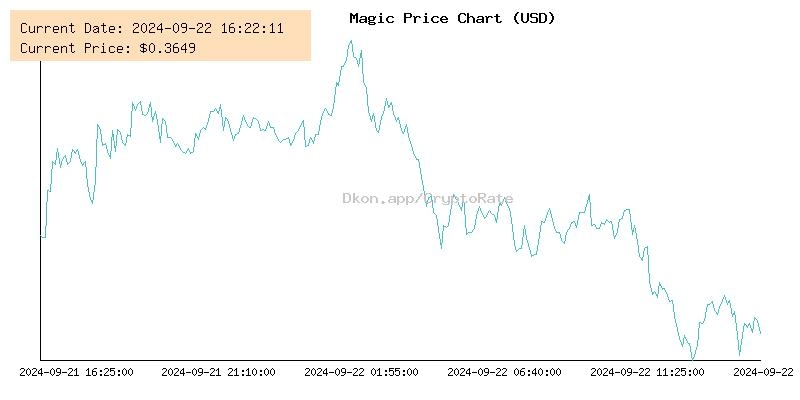 Magic Price Chart (USD)
Current Date: 2024-09-22 16:22:11
Current Price: $0.3649
Dkon.app/CryptoRate
2024-09-21 16:25:00 2024-09-21 21:10:00 2024-09-22 01:55:00 2024-09-22 06:40:00 2024-09-22 11:25:00 2024-09-22